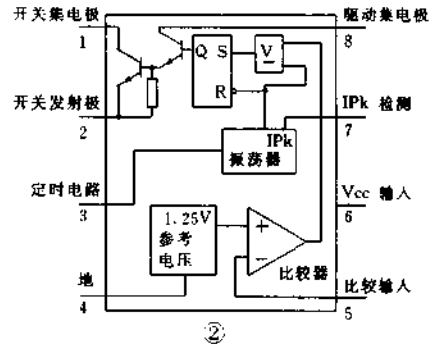 开关集电极
1
开关发射极
2
定时电路
3
地
4
驱动集电极
8
IPk 检测
7
Vcc 输入
6
比较输入
5
Q S
R
V
IPk
振荡器
1.25V
参考
电压
+
−
比较器
②